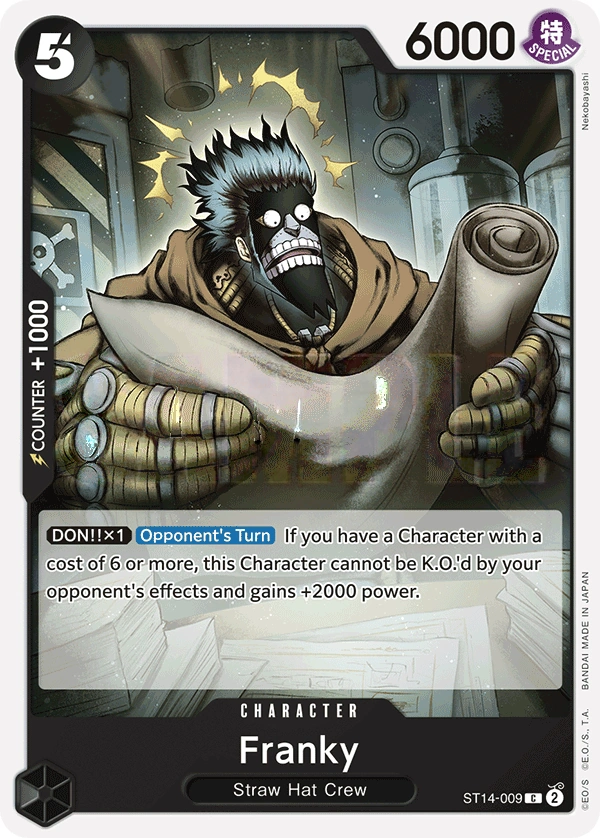 5
6000
特
SPECIAL
Nekobayashi
COUNTER +1000
SAMPLE
DON!!×1 Opponent's Turn If you have a Character with a
cost of 6 or more, this Character cannot be K.O.'d by your
opponent's effects and gains +2000 power.
CHARACTER
Franky
Straw Hat Crew
ST14-009 C 2
©E.O/S ©E.O./S., T.A. BANDAI MADE IN JAPAN